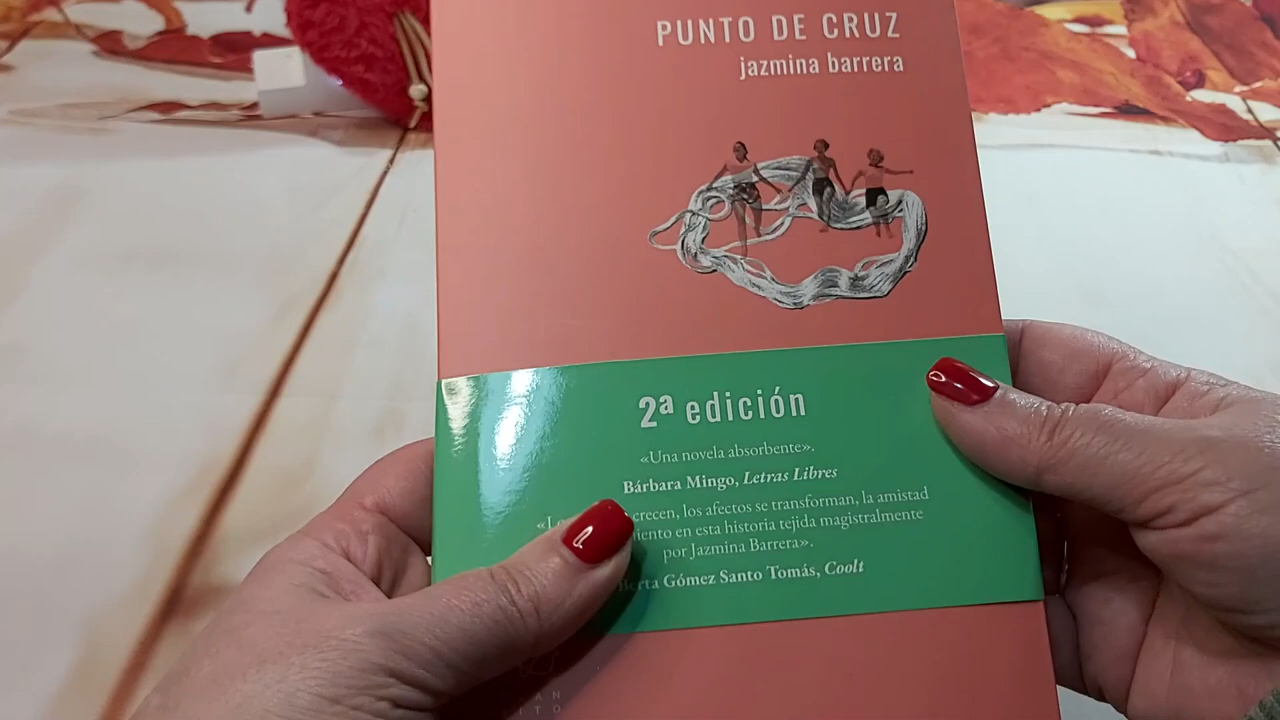 PUNTO DE CRUZ
jazmina barrera
2ª edición
«Una novela absorbente».
Bárbara Mingo, Letras Libres
crecen, los afectos se transforman, la amistad
en esta historia tejida magistralmente
por Jazmina Barrera».
Berta Gómez Santo Tomás, Coolt